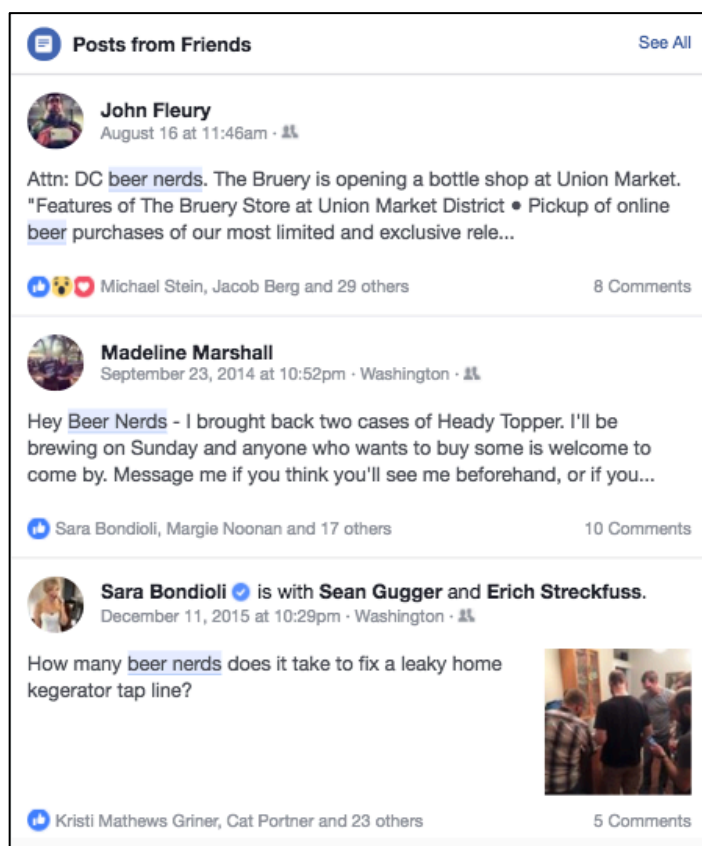 Posts from Friends
See All
John Fleury
August 16 at 11:46am ·
Attn: DC beer nerds. The Bruery is opening a bottle shop at Union Market.
"Features of The Bruery Store at Union Market District ● Pickup of online
beer purchases of our most limited and exclusive rele...
Michael Stein, Jacob Berg and 29 others
8 Comments
Madeline Marshall
September 23, 2014 at 10:52pm · Washington ·
Hey Beer Nerds - I brought back two cases of Heady Topper. I'll be
brewing on Sunday and anyone who wants to buy some is welcome to
come by. Message me if you think you'll see me beforehand, or if you...
Sara Bondioli, Margie Noonan and 17 others
10 Comments
Sara Bondioli is with Sean Gugger and Erich Streckfuss.
December 11, 2015 at 10:29pm · Washington ·
How many beer nerds does it take to fix a leaky home
kegerator tap line?
Kristi Mathews Griner, Cat Portner and 23 others
5 Comments